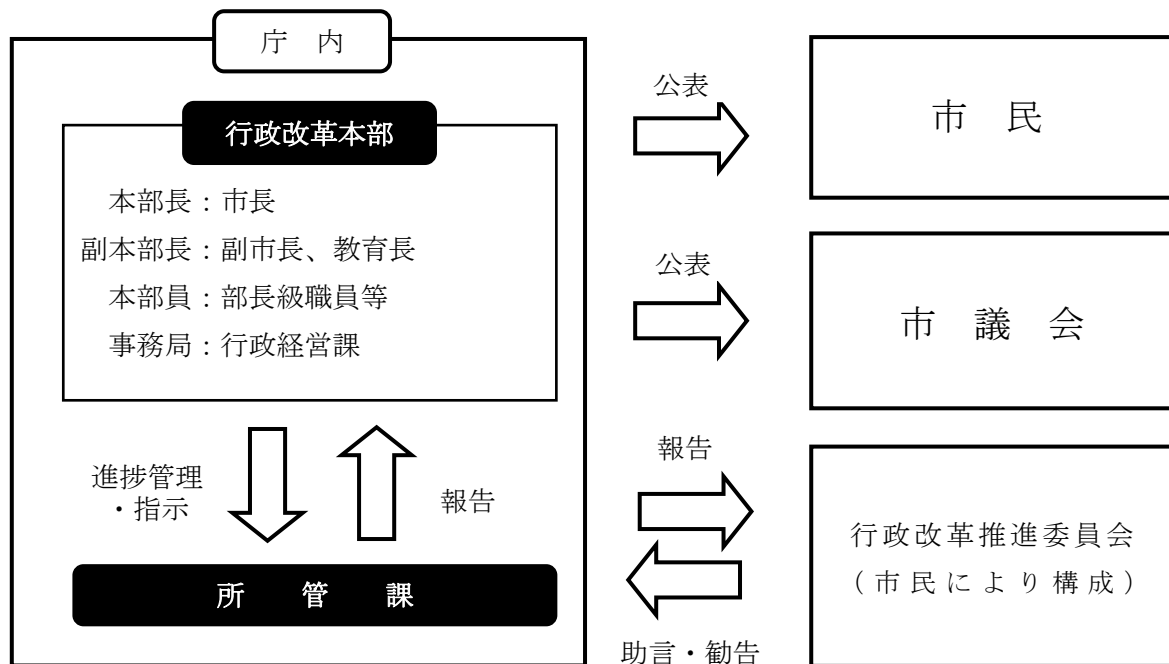 庁　内
行政改革本部
本部長：市長
副本部長：副市長、教育長
本部員：部長級職員等
事務局：行政経営課
進捗管理
・指示
報告
所　管　課
公表
市　民
公表
市　議　会
報告
行政改革推進委員会
（市民により構成）
助言・勧告